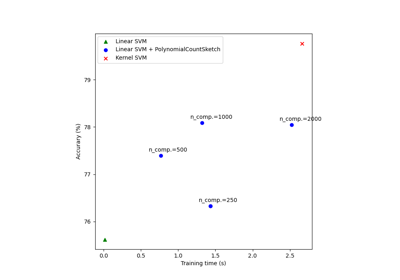 Linear SVM
Linear SVM + PolynomialCountSketch
Kernel SVM
79
n_comp.=1000
n_comp.=2000
78
n_comp.=500
77
n_comp.=250
76
Accurary (%)
0.0 0.5 1.0 1.5 2.0 2.5
Training time (s)